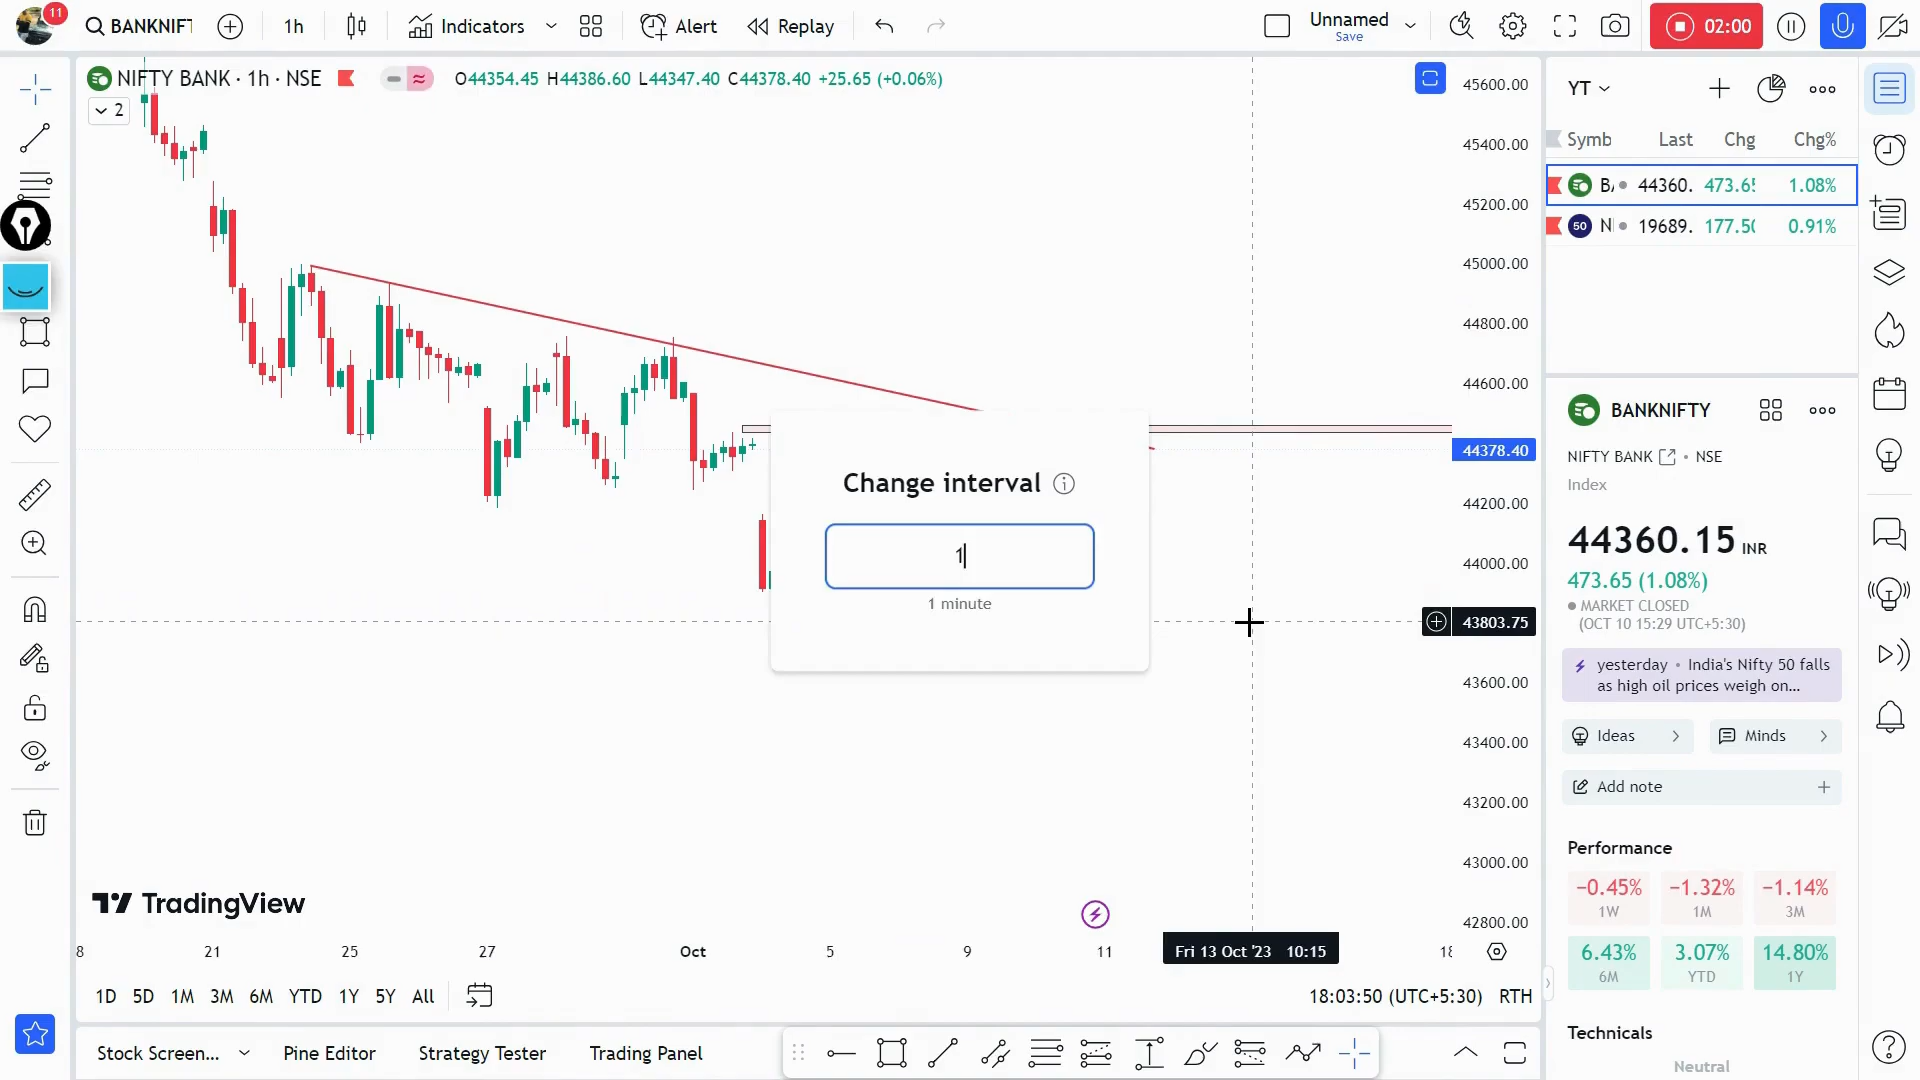 11
BANKNIF
1h
Indicators
Alert
Replay
Unnamed
Save
02:00
NIFTY BANK · 1h · NSE
O44354.45 H44386.60 L44347.40 C44378.40 +25.65 (+0.06%)
2
45600.00
45400.00
45200.00
45000.00
44800.00
44600.00
44378.40
44200.00
44000.00
43803.75
43600.00
43400.00
43200.00
43000.00
42800.00
Change interval
1
1 minute
TradingView
8
21
25
27
Oct
5
9
11
Fri 13 Oct '23 10:15
18
1D 5D 1M 3M 6M YTD 1Y 5Y All
18:03:50 (UTC+5:30) RTH
Stock Screen...
Pine Editor
Strategy Tester
Trading Panel
YT
Symb Last Chg Chg%
44360. 473.65 1.08%
50 N 19689. 177.50 0.91%
BANKNIFTY
NIFTY BANK • NSE
Index
44360.15 INR
473.65 (1.08%)
MARKET CLOSED
(OCT 10 15:29 UTC+5:30)
yesterday • India's Nifty 50 falls
as high oil prices weigh on...
Ideas
Minds
Add note
Performance
−0.45% −1.32% −1.14%
1W 1M 3M
6.43% 3.07% 14.80%
6M YTD 1Y
Technicals
Neutral